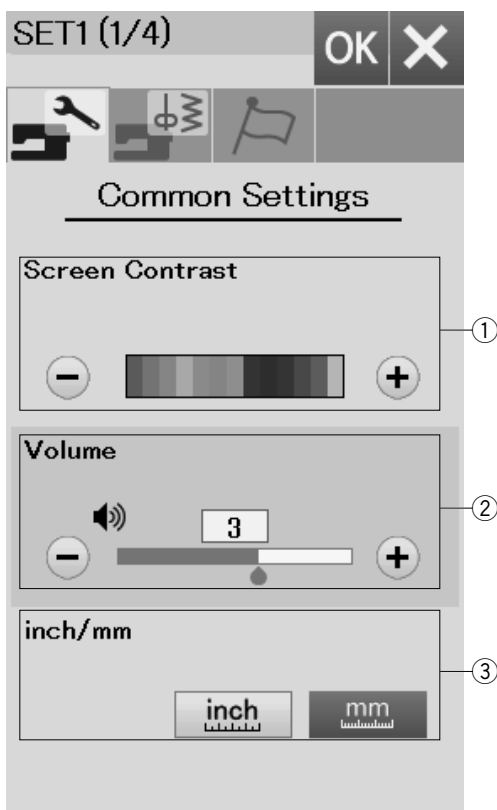 SET1 (1/4)
OK
Common Settings
Screen Contrast
①
Volume
3
②
inch/mm
inch
mm
③